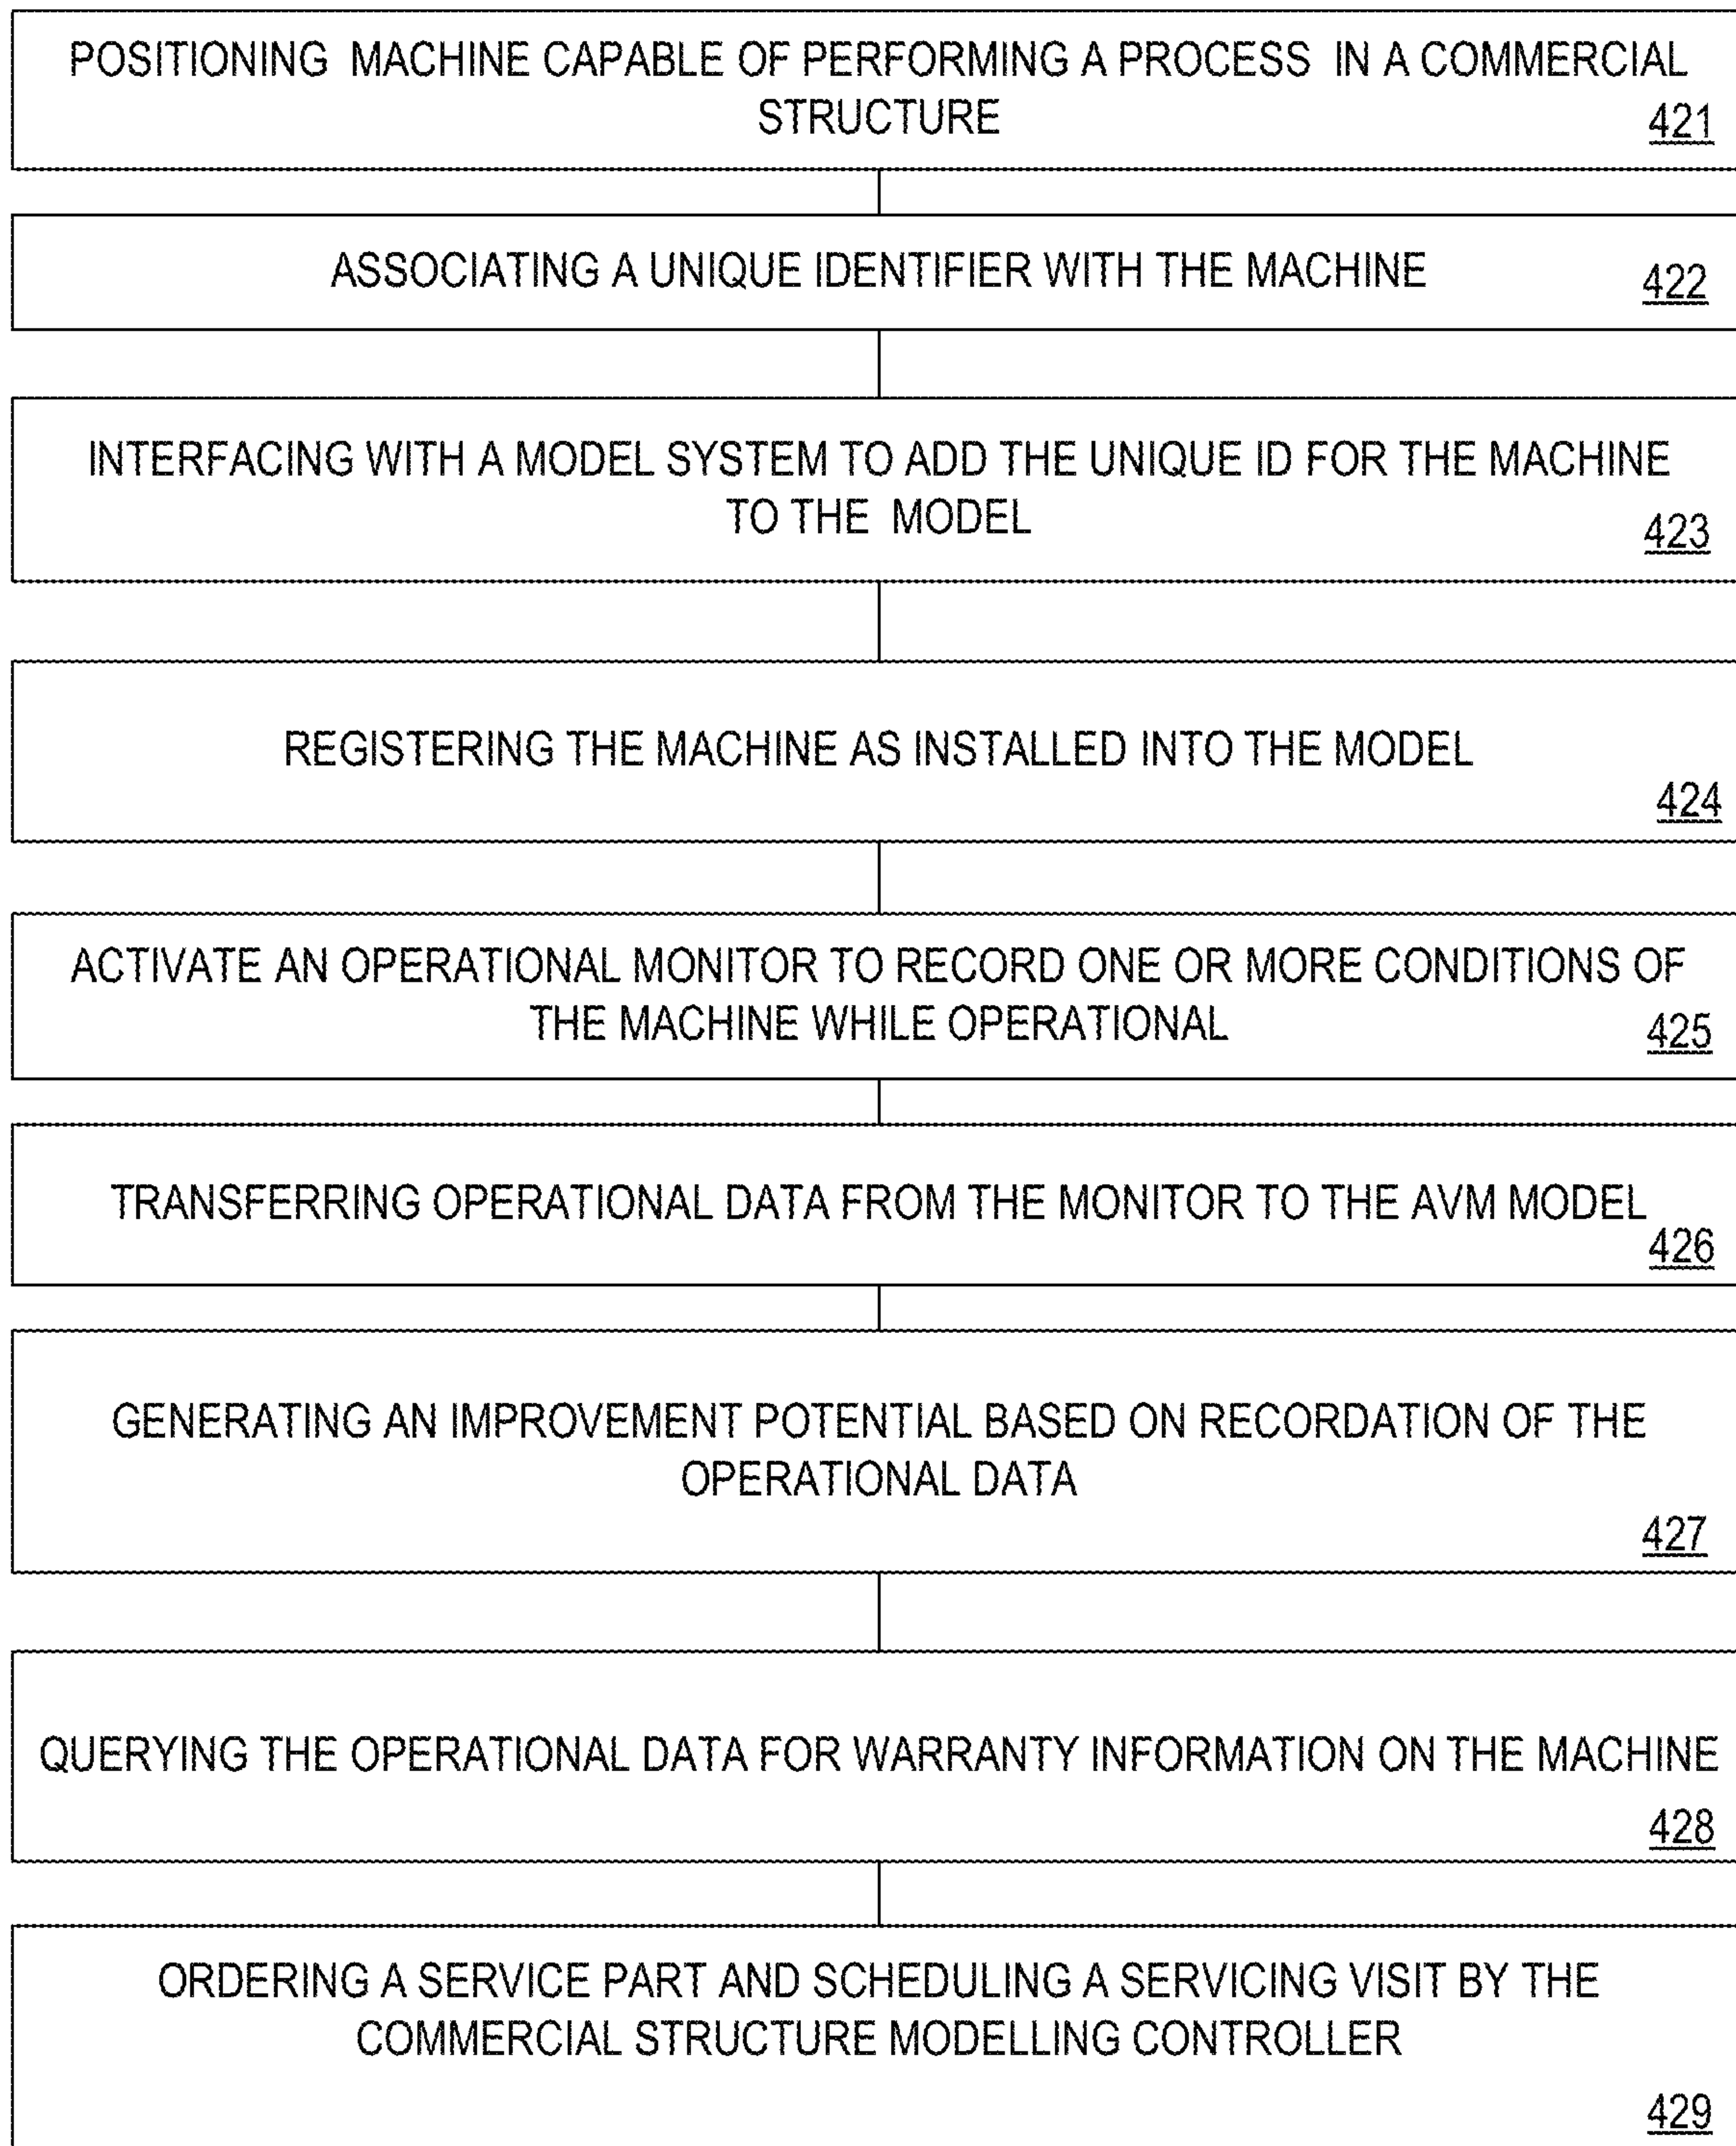 POSITIONING MACHINE CAPABLE OF PERFORMING A PROCESS IN A COMMERCIAL
STRUCTURE
421
ASSOCIATING A UNIQUE IDENTIFIER WITH THE MACHINE
422
INTERFACING WITH A MODEL SYSTEM TO ADD THE UNIQUE ID FOR THE MACHINE
TO THE MODEL
423
REGISTERING THE MACHINE AS INSTALLED INTO THE MODEL
424
ACTIVATE AN OPERATIONAL MONITOR TO RECORD ONE OR MORE CONDITIONS OF
THE MACHINE WHILE OPERATIONAL
425
TRANSFERRING OPERATIONAL DATA FROM THE MONITOR TO THE AVM MODEL
426
GENERATING AN IMPROVEMENT POTENTIAL BASED ON RECORDATION OF THE
OPERATIONAL DATA
427
QUERYING THE OPERATIONAL DATA FOR WARRANTY INFORMATION ON THE MACHINE
428
ORDERING A SERVICE PART AND SCHEDULING A SERVICING VISIT BY THE
COMMERCIAL STRUCTURE MODELLING CONTROLLER
429